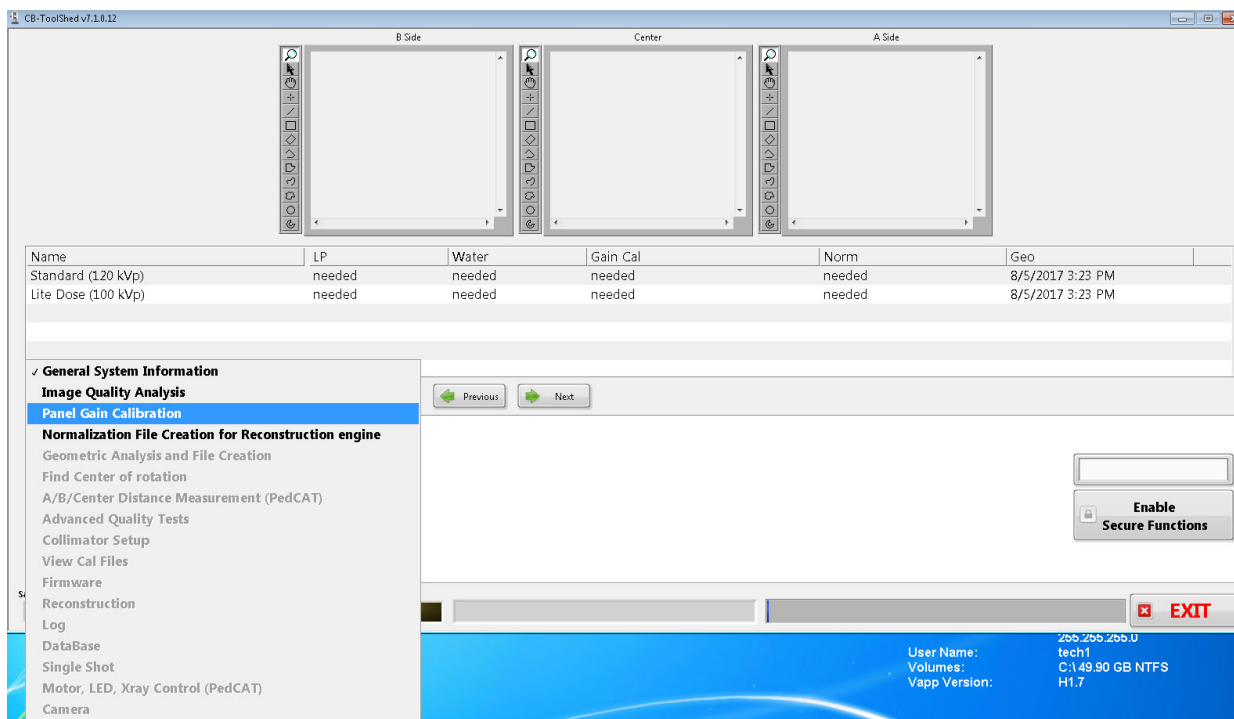 CB-ToolShed v7.1.0.12
B Side Center A Side
Name LP Water Gain Cal Norm Geo
Standard (120 kVp) needed needed needed needed 8/5/2017 3:23 PM
Lite Dose (100 kVp) needed needed needed needed 8/5/2017 3:23 PM
✓ General System Information
Image Quality Analysis
Previous Next
Panel Gain Calibration
Normalization File Creation for Reconstruction engine
Geometric Analysis and File Creation
Find Center of rotation
A/B/Center Distance Measurement (PedCAT)
Advanced Quality Tests
Enable
Secure Functions
Collimator Setup
View Cal Files
Firmware
Reconstruction
EXIT
Log
DataBase
255.255.255.0
User Name: tech1
Single Shot
Volumes: C:\ 49.90 GB NTFS
Motor, LED, Xray Control (PedCAT)
Vapp Version: H1.7
Camera